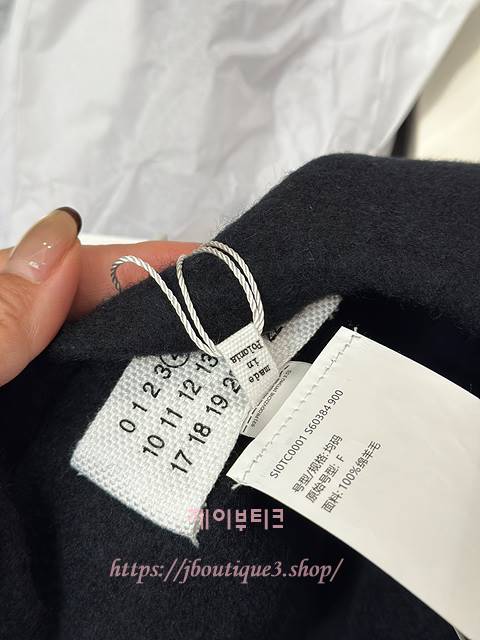 0 1 2 3
10 11 12 13
17 18 19 2
made
in
Polonia
SI0TC0001 S60384 900
号型/规格: 均码
原始号型: F
面料: 100%绵羊毛
제이부티크
https://jboutique3.shop/